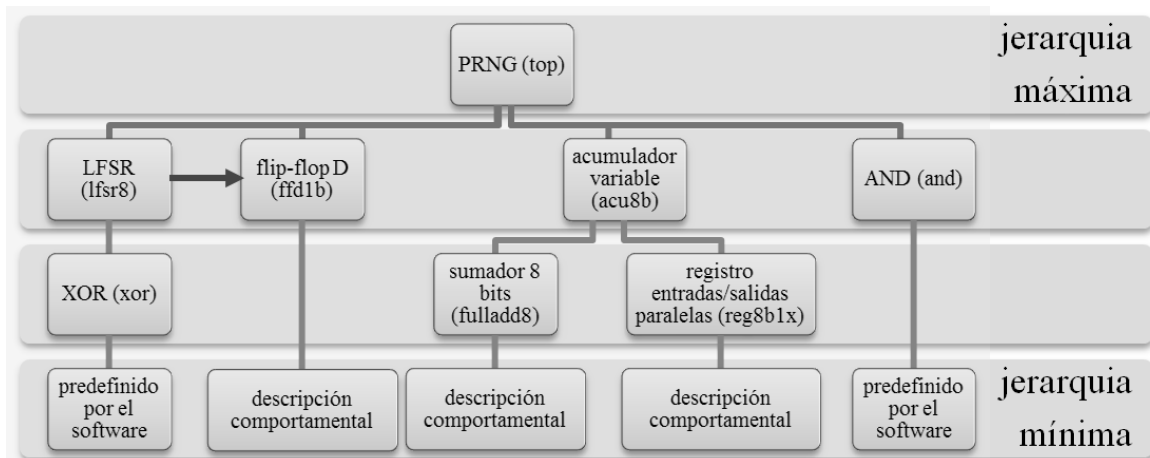 jerarquia
máxima
PRNG (top)
LFSR
(lfsr8)
flip-flop D
(ffd1b)
acumulador
variable
(acu8b)
AND (and)
XOR (xor)
sumador 8
bits
(fulladd8)
registro
entradas/salidas
paralelas (reg8b1x)
predefinido
por el
software
descripción
comportamental
descripción
comportamental
descripción
comportamental
predefinido
por el
software
jerarquia
mínima